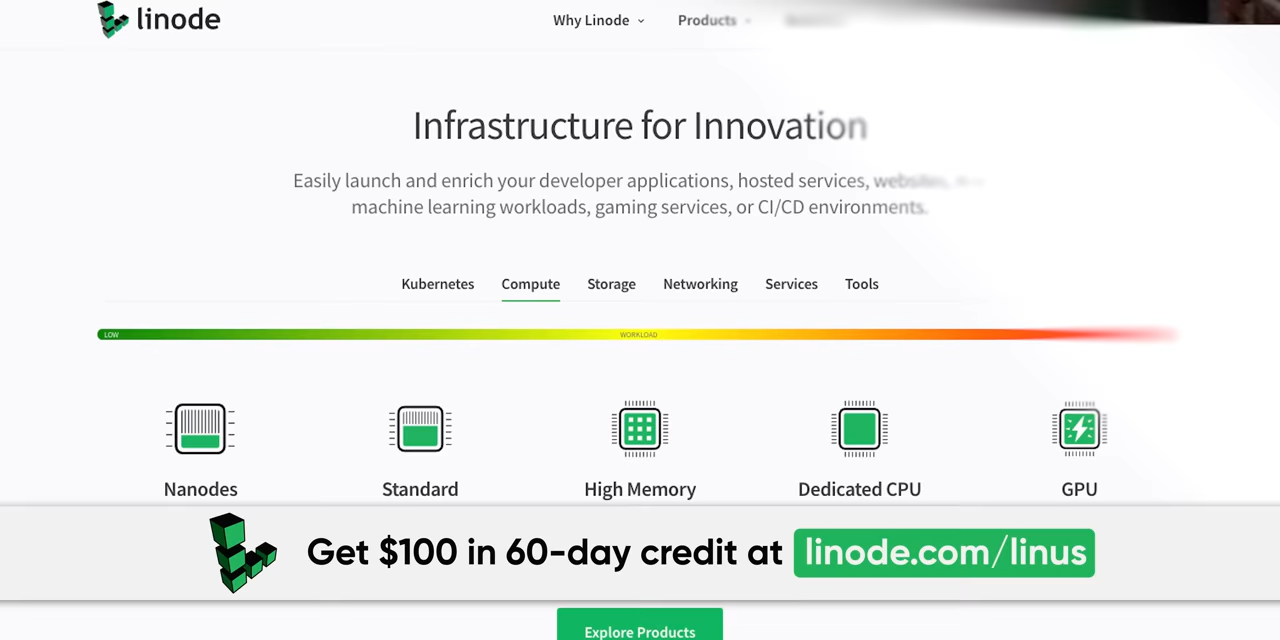 linode
Why Linode Products
Infrastructure for Innovation
Easily launch and enrich your developer applications, hosted services, websites,
machine learning workloads, gaming services, or CI/CD environments.
Kubernetes Compute Storage Networking Services Tools
LOW WORKLOAD
Nanodes Standard High Memory Dedicated CPU GPU
Get $100 in 60-day credit at linode.com/linus
Explore Products